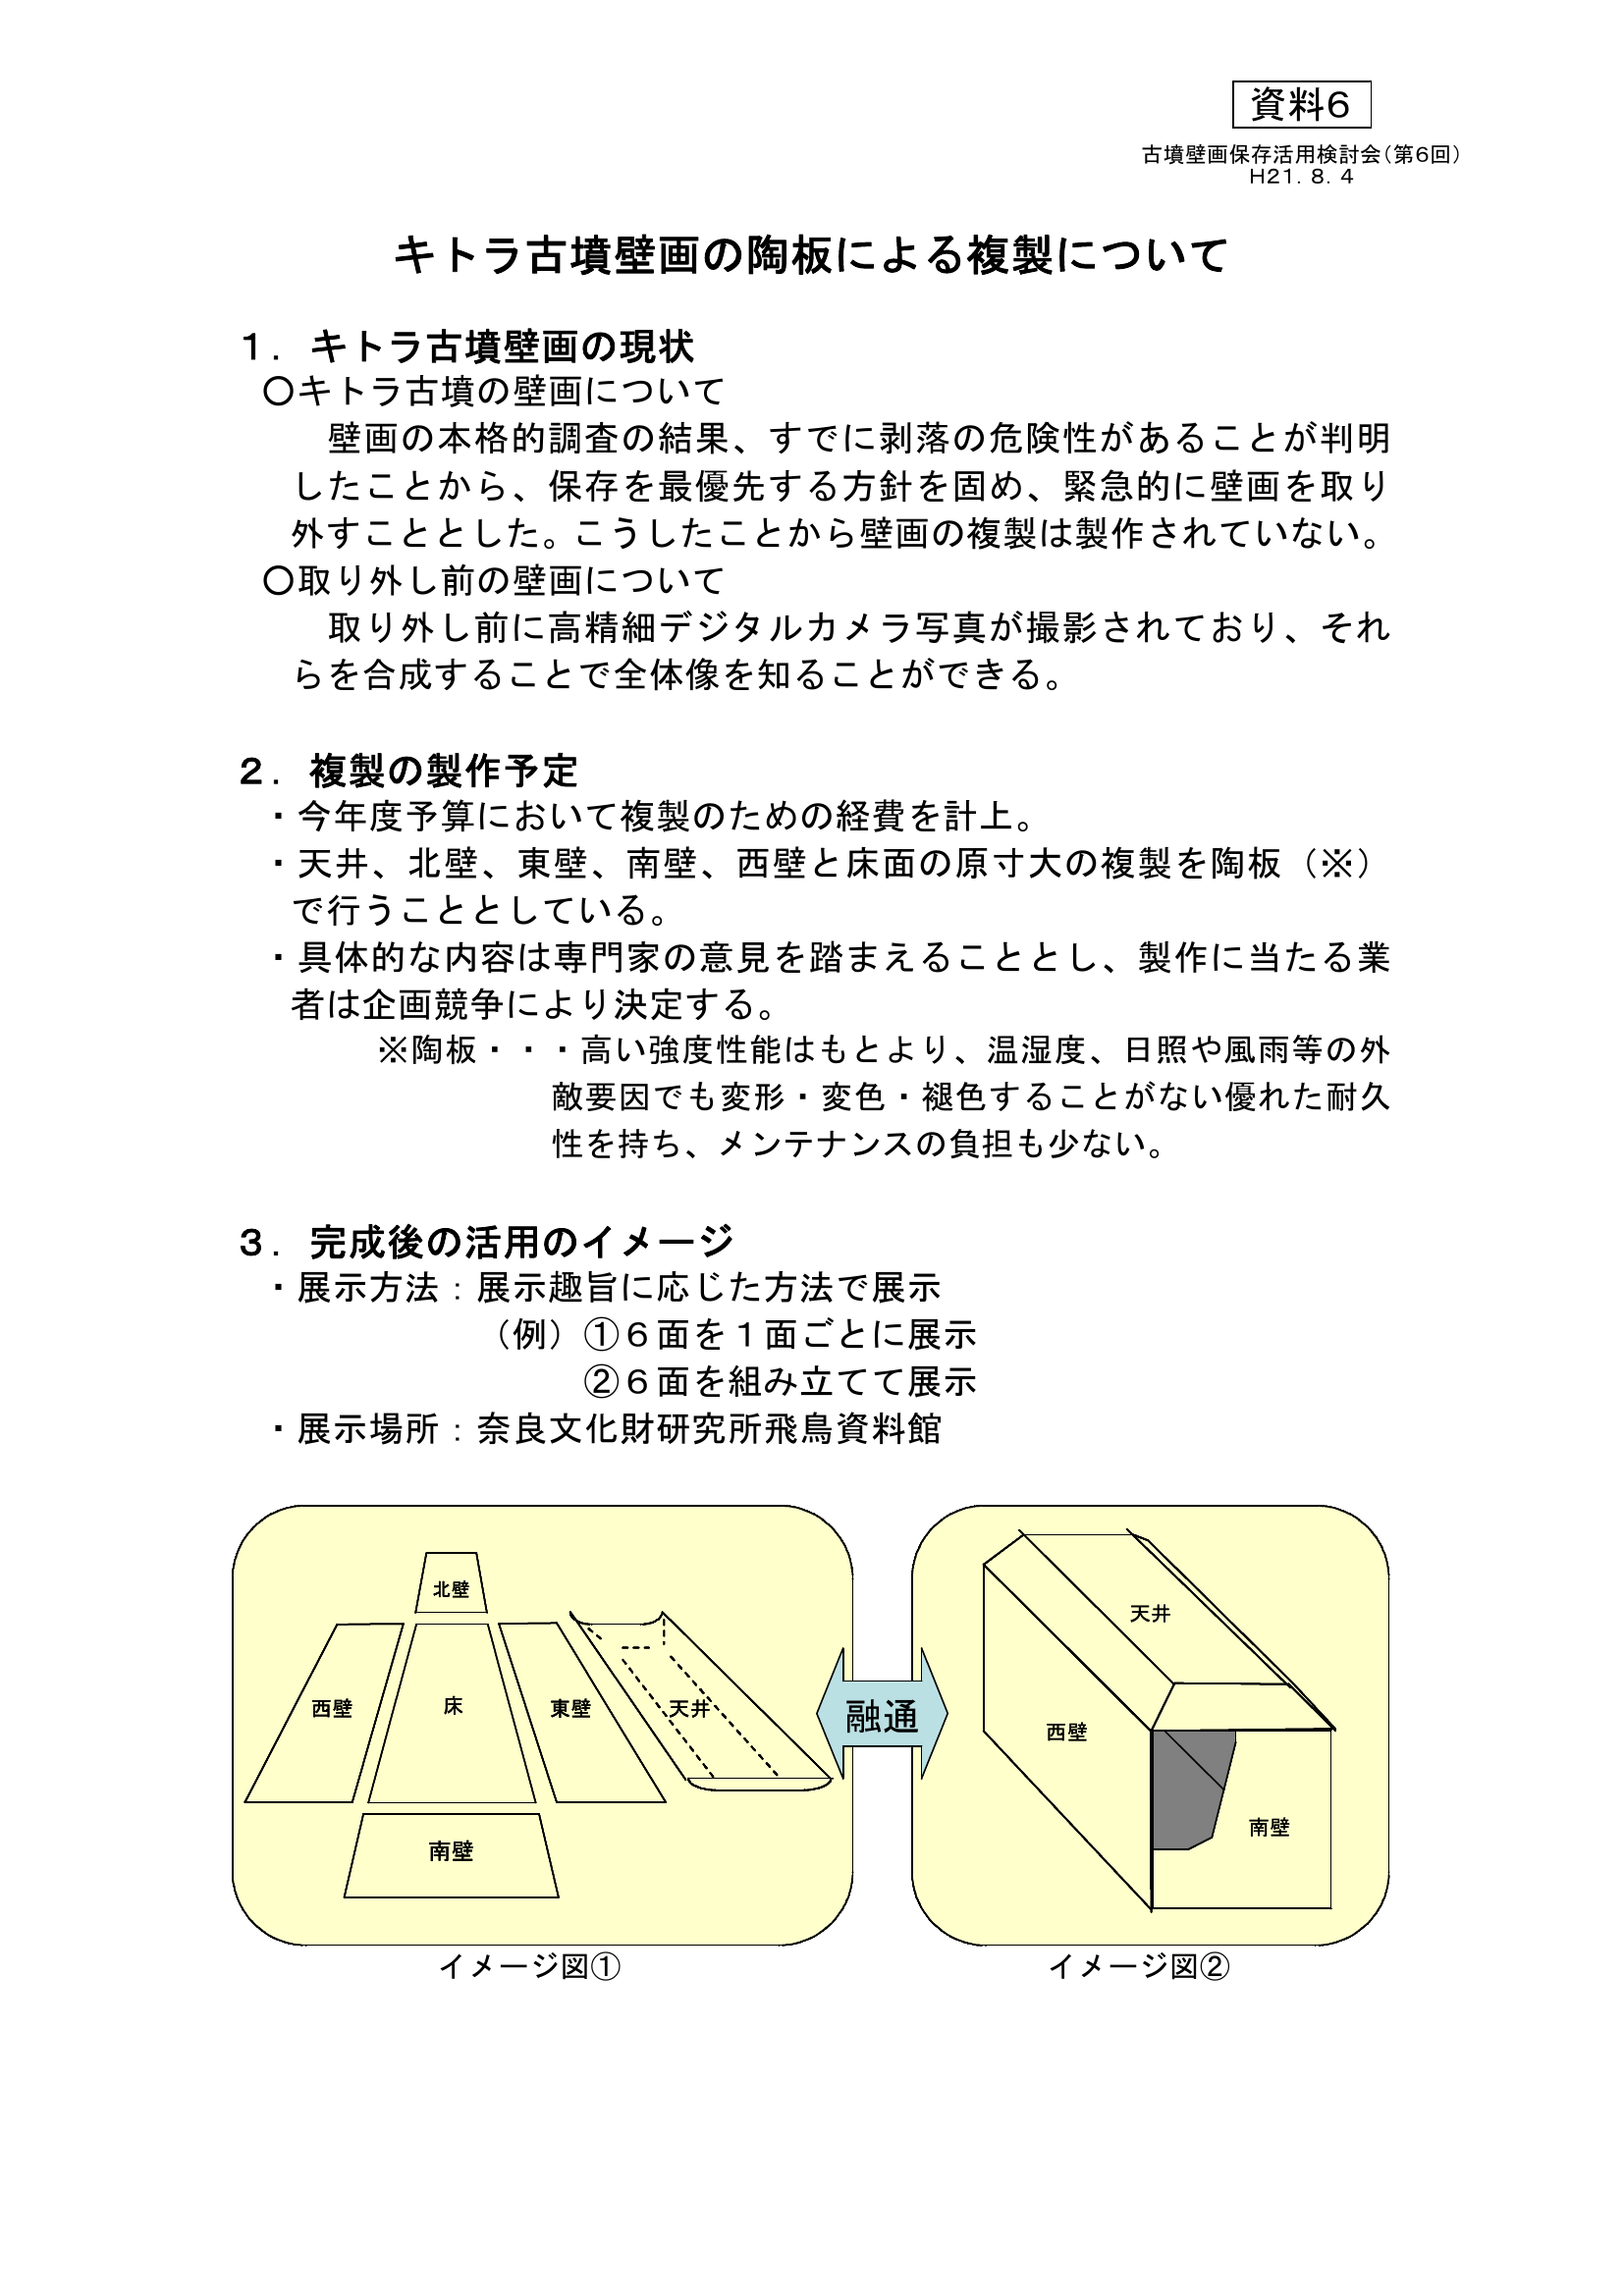 資料6
古墳壁画保存活用検討会(第6回)
H21. 8. 4
キトラ古墳壁画の陶板による複製について
１．キトラ古墳壁画の現状
○キトラ古墳の壁画について
壁画の本格的調査の結果、すでに剥落の危険性があることが判明
したことから、保存を最優先する方針を固め、緊急的に壁画を取り
外すこととした。こうしたことから壁画の複製は製作されていない。
○取り外し前の壁画について
取り外し前に高精細デジタルカメラ写真が撮影されており、それ
らを合成することで全体像を知ることができる。
２．複製の製作予定
・今年度予算において複製のための経費を計上。
・天井、北壁、東壁、南壁、西壁と床面の原寸大の複製を陶板（※）
で行うこととしている。
・具体的な内容は専門家の意見を踏まえることとし、製作に当たる業
者は企画競争により決定する。
※陶板・・・高い強度性能はもとより、温湿度、日照や風雨等の外
敵要因でも変形・変色・褪色することがない優れた耐久
性を持ち、メンテナンスの負担も少ない。
３．完成後の活用のイメージ
・展示方法：展示趣旨に応じた方法で展示
（例）①６面を１面ごとに展示
②６面を組み立てて展示
・展示場所：奈良文化財研究所飛鳥資料館
北壁
西壁
床
東壁
天井
南壁
融通
天井
西壁
南壁
イメージ図①
イメージ図②